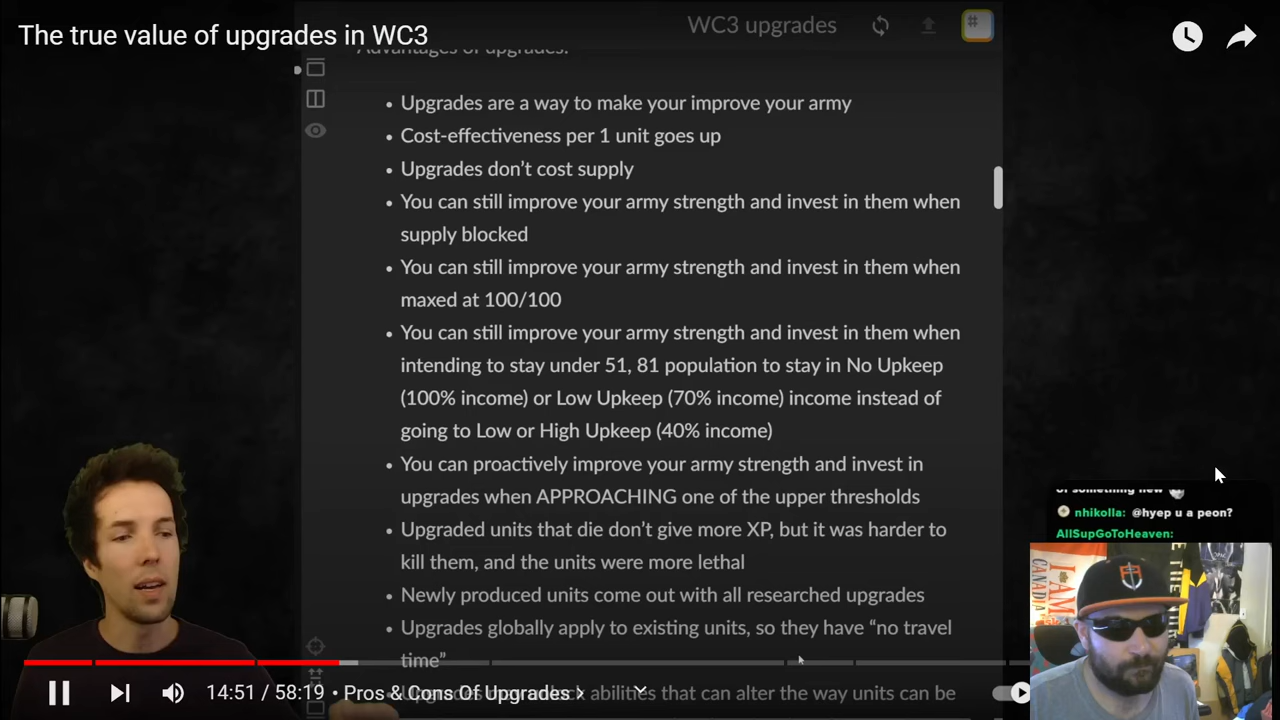 The true value of upgrades in WC3
WC3 upgrades
Advantages of upgrades:
Upgrades are a way to make your improve your army
Cost-effectiveness per 1 unit goes up
Upgrades don't cost supply
You can still improve your army strength and invest in them when
supply blocked
You can still improve your army strength and invest in them when
maxed at 100/100
You can still improve your army strength and invest in them when
intending to stay under 51, 81 population to stay in No Upkeep
(100% income) or Low Upkeep (70% income) income instead of
going to Low or High Upkeep (40% income)
You can proactively improve your army strength and invest in
upgrades when APPROACHING one of the upper thresholds
Upgraded units that die don't give more XP, but it was harder to
kill them, and the units were more lethal
Newly produced units come out with all researched upgrades
Upgrades globally apply to existing units, so they have "no travel
time"
abilities that can alter the way units can be
of something new
nhikolla: @hyep u a peon?
AllSupGoToHeaven:
I AM
CANADIA
14:51 / 58:19 • Pros & Cons Of Upgrades ›